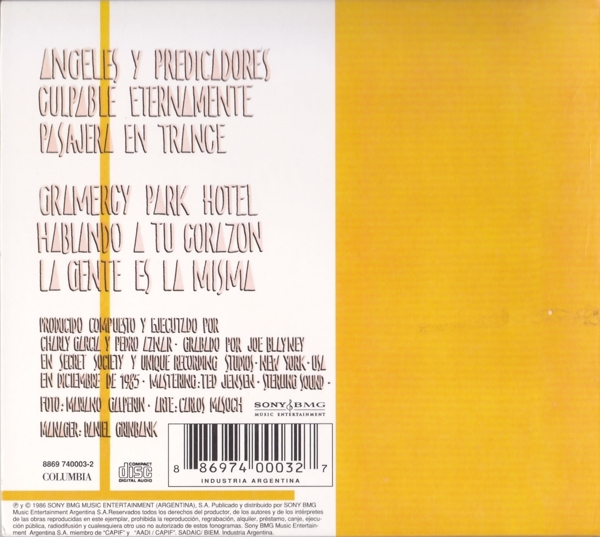 ANGELES Y PREDICADORES
CULPABLE ETERNAMENTE
PASAJERA EN TRANCE
GRAMERCY PARK HOTEL
HABLANDO A TU CORAZON
LA GENTE ES LA MISMA
PRODUCIDO COMPUESTO Y EJECUTADO POR
CHARLY GARCIA Y PEDRO AZNAR · GRABADO POR JOE BLANEY
EN SECRET SOCIETY Y UNIQUE RECORDING STUDIOS · NEW YORK · USA
EN DICIEMBRE DE 1985 · MASTERING: TED JENSEN · STERLING SOUND ·
FOTO: MARIANO GALPERIN · ARTE: CARLOS MASOCH
SONY BMG
MUSIC ENTERTAINMENT
MANAGER: DANIEL GRINBANK
8869 740003-2
COLUMBIA
COMPACT
disc
DIGITAL AUDIO
8 86974 00032 7
INDUSTRIA ARGENTINA
℗ y © 1986 SONY BMG MUSIC ENTERTAINMENT (ARGENTINA), S.A. Publicado y distribuido por SONY BMG
Music Entertainment Argentina S.A.Reservados todos los derechos del productor, de los autores y de los intérpretes
de las obras reproducidas en este ejemplar, prohibida la reproducción, regrabación, alquiler, préstamo, canje, ejecu-
ción pública, radiodifusión y cualesquiera otro uso no autorizado de estos fonogramas. Sony Music Entertain-
ment Argentina S.A. miembro de "CAPIF" y "AADI / CAPIF". SADAIC/ BIEM. Industria Argentina.